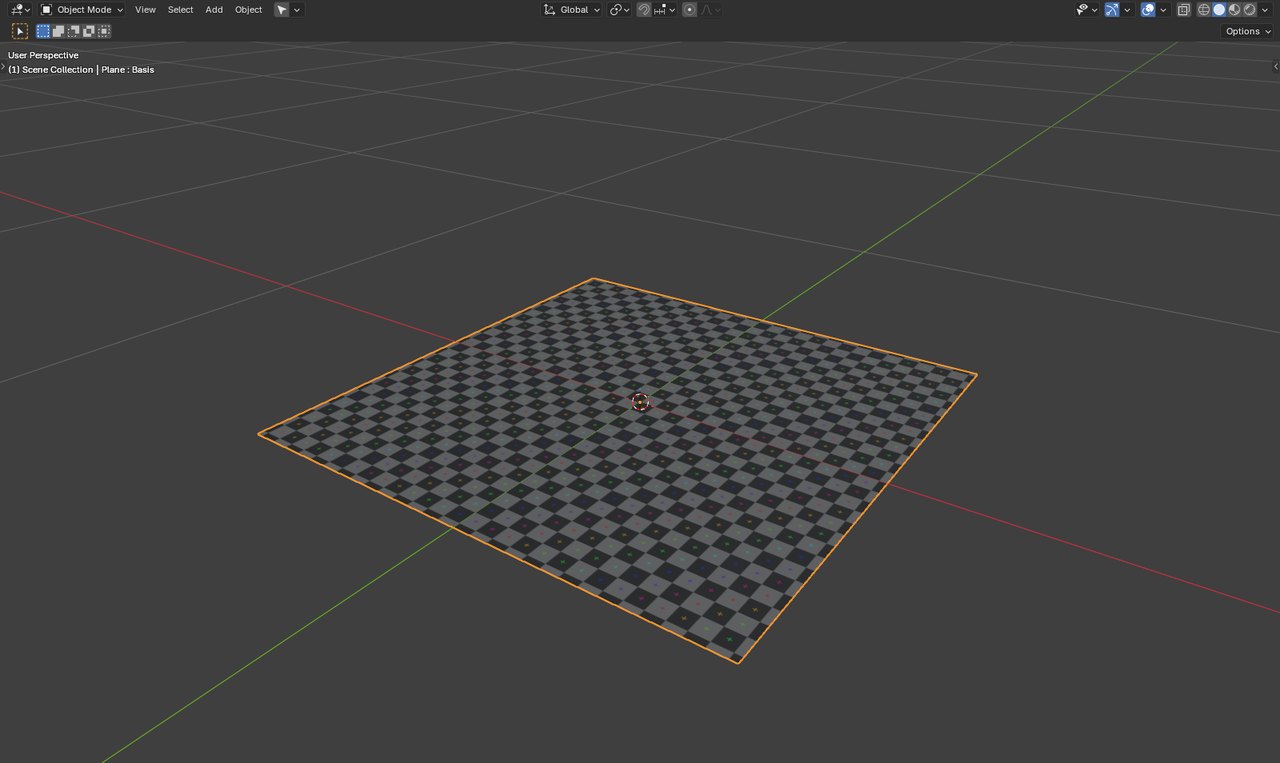 Object Mode View Select Add Object Global
Options
User Perspective
(1) Scene Collection | Plane : Basis